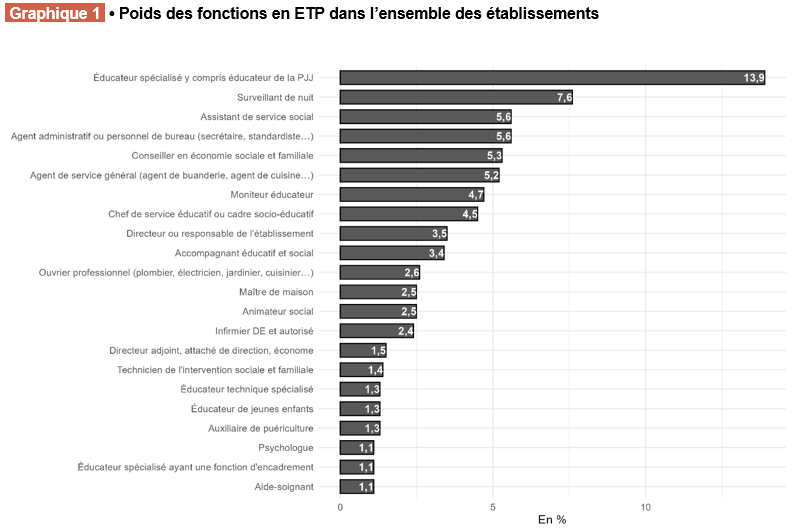 Graphique 1 • Poids des fonctions en ETP dans l’ensemble des établissements
Éducateur spécialisé y compris éducateur de la PJJ 13,9
Surveillant de nuit 7,6
Assistant de service social 5,6
Agent administratif ou personnel de bureau (secrétaire, standardiste…) 5,6
Conseiller en économie sociale et familiale 5,3
Agent de service général (agent de buanderie, agent de cuisine…) 5,2
Moniteur éducateur 4,7
Chef de service éducatif ou cadre socio-éducatif 4,5
Directeur ou responsable de l’établissement 3,5
Accompagnant éducatif et social 3,4
Ouvrier professionnel (plombier, électricien, jardinier, cuisinier…) 2,6
Maître de maison 2,5
Animateur social 2,5
Infirmier DE et autorisé 2,4
Directeur adjoint, attaché de direction, économe 1,5
Technicien de l'intervention sociale et familiale 1,4
Éducateur technique spécialisé 1,3
Éducateur de jeunes enfants 1,3
Auxiliaire de puériculture 1,3
Psychologue 1,1
Éducateur spécialisé ayant une fonction d'encadrement 1,1
Aide-soignant 1,1
0 5 10
En %